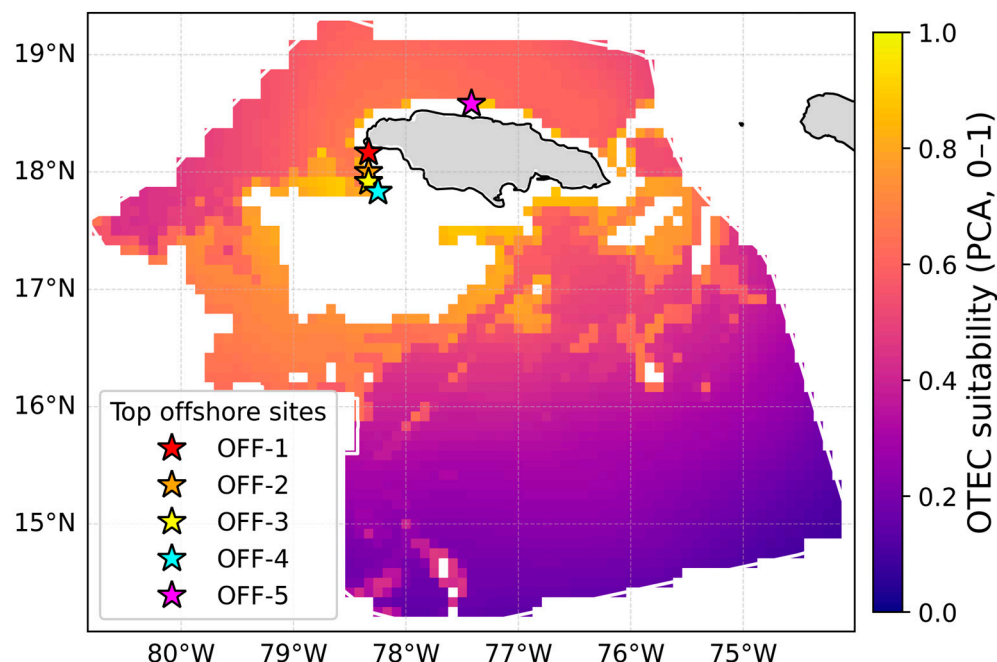 19°N
18°N
17°N
16°N
15°N
80°W
79°W
78°W
77°W
76°W
75°W
Top offshore sites
OFF-1
OFF-2
OFF-3
OFF-4
OFF-5
1.0
0.8
0.6
0.4
0.2
0.0
OTEC suitability (PCA, 0–1)